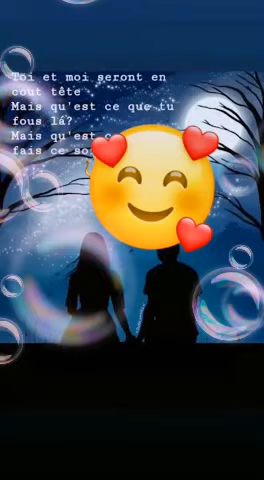 Toi et moi seront en
cout tête
Mais qu'est ce que tu
fous là?
Mais qu'est
fais ce